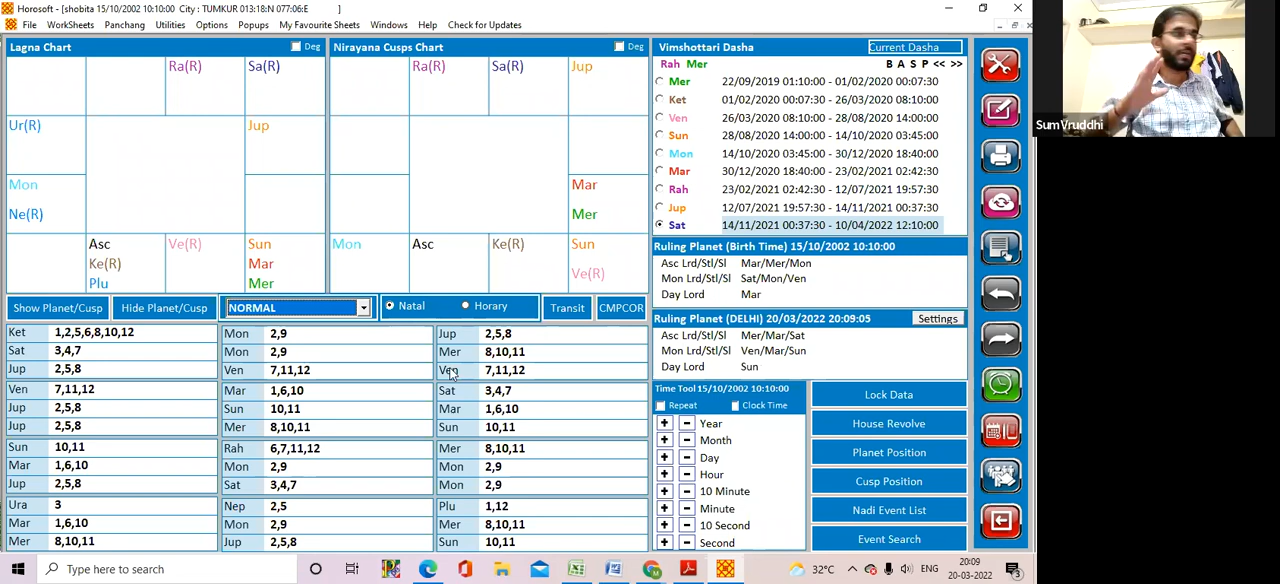 Horosoft - [shobita 15/10/2002 10:10:00 City : TUMKUR 013:18:N 077:06:E ]
File WorkSheets Panchang Utilities Options Popups My Favourite Sheets Windows Help Check for Updates
Lagna Chart Deg
Ra(R) Sa(R)
Ur(R) Jup
Mon
Ne(R)
Asc Ve(R) Sun
Ke(R) Mar
Plu Mer
Nirayana Cusps Chart Deg
Ra(R) Sa(R) Jup
Mar
Mer
Mon Asc Ke(R) Sun
Ve(R)
Vimshottari Dasha Current Dasha
Rah Mer B A S P << >>
Mer 22/09/2019 01:10:00 - 01/02/2020 00:07:30
Ket 01/02/2020 00:07:30 - 26/03/2020 08:10:00
Ven 26/03/2020 08:10:00 - 28/08/2020 14:00:00
Sun 28/08/2020 14:00:00 - 14/10/2020 03:45:00
Mon 14/10/2020 03:45:00 - 30/12/2020 18:40:00
Mar 30/12/2020 18:40:00 - 23/02/2021 02:42:30
Rah 23/02/2021 02:42:30 - 12/07/2021 19:57:30
Jup 12/07/2021 19:57:30 - 14/11/2021 00:37:30
Sat 14/11/2021 00:37:30 - 10/04/2022 12:10:00
Sum Vruddhi
Ruling Planet (Birth Time) 15/10/2002 10:10:00
Asc Lrd/Stl/Sl Mar/Mer/Mon
Mon Lrd/Stl/Sl Sat/Mon/Ven
Day Lord Mar
Show Planet/Cusp Hide Planet/Cusp NORMAL Natal Horary Transit CMPCOR
Ruling Planet (DELHI) 20/03/2022 20:09:05 Settings
Asc Lrd/Stl/Sl Mer/Mar/Sat
Mon Lrd/Stl/Sl Ven/Mar/Sun
Day Lord Sun
Ket 1,2,5,6,8,10,12 Mon 2,9 Jup 2,5,8
Sat 3,4,7 Mon 2,9 Mer 8,10,11
Jup 2,5,8 Ven 7,11,12 Ven 7,11,12
Ven 7,11,12 Mar 1,6,10 Sat 3,4,7
Jup 2,5,8 Sun 10,11 Mar 1,6,10
Jup 2,5,8 Mer 8,10,11 Sun 10,11
Sun 10,11 Rah 6,7,11,12 Mer 8,10,11
Mar 1,6,10 Mon 2,9 Mon 2,9
Jup 2,5,8 Sat 3,4,7 Mon 2,9
Ura 3 Nep 2,5 Plu 1,12
Mar 1,6,10 Mon 2,9 Mer 8,10,11
Mer 8,10,11 Jup 2,5,8 Sun 10,11
Time Tool 15/10/2002 10:10:00
Repeat Clock Time
+ - Year
+ - Month
+ - Day
+ - Hour
+ - 10 Minute
+ - Minute
+ - 10 Second
+ - Second
Lock Data
House Revolve
Planet Position
Cusp Position
Nadi Event List
Event Search
Type here to search
32°C ENG 20:09
20-03-2022
3